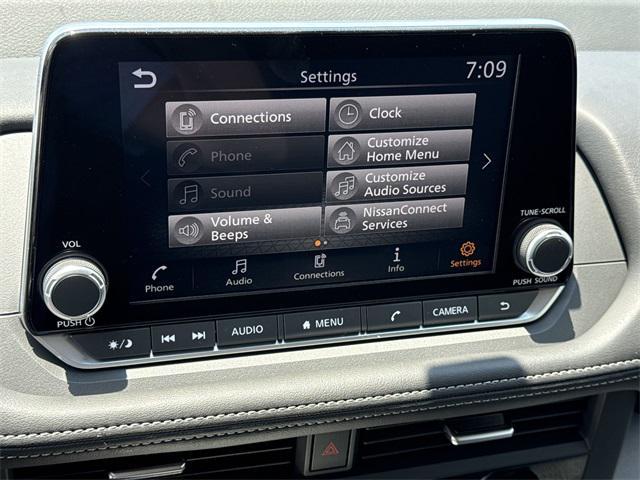 Settings
7:09
Connections
Clock
Phone
Customize
Home Menu
Sound
Customize
Audio Sources
Volume &
Beeps
NissanConnect
Services
Phone
Audio
Connections
Info
Settings
VOL
PUSH
TUNE·SCROLL
PUSH SOUND
AUDIO
MENU
CAMERA